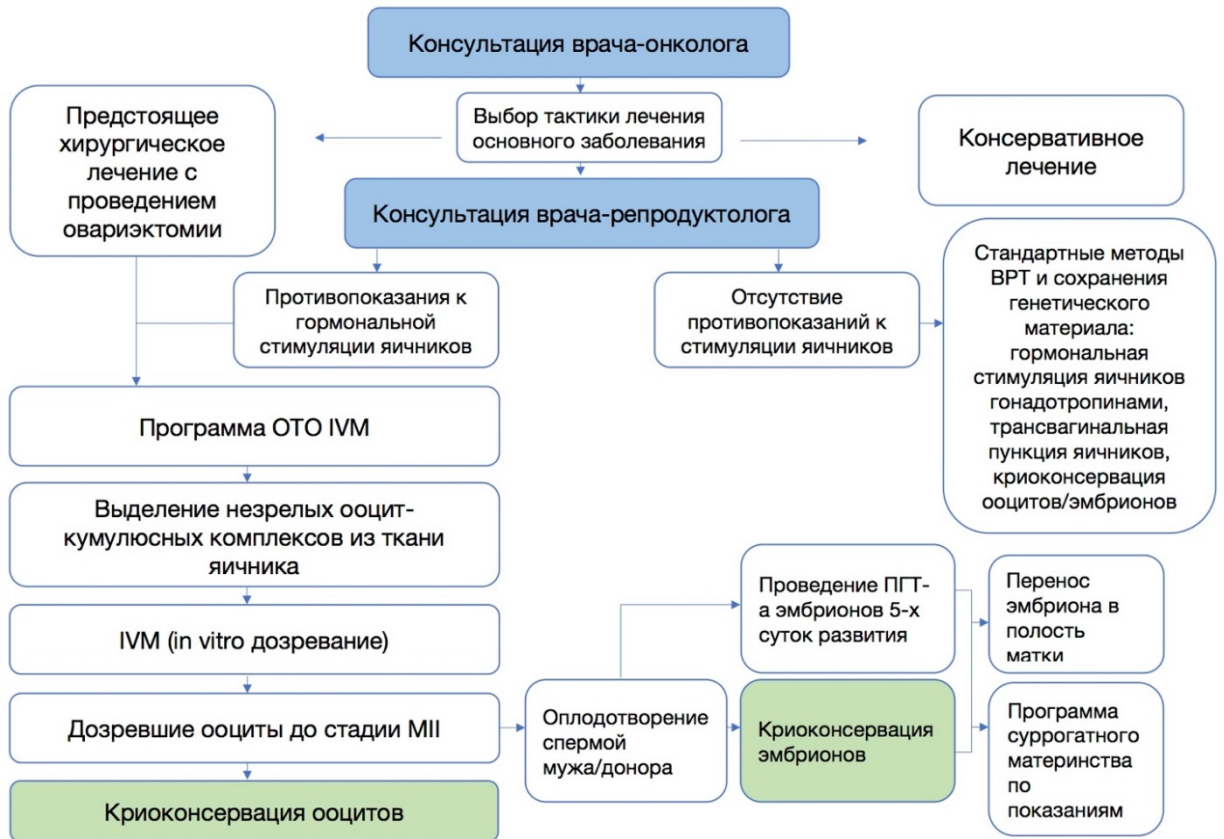 Консультация врача-онколога
Предстоящее
хирургическое
лечение с
проведением
овариэктомии
Выбор тактики лечения
основного заболевания
Консервативное
лечение
Консультация врача-репродуктолога
Противопоказания к
гормональной
стимуляции яичников
Отсутствие
противопоказаний к
стимуляции яичников
Стандартные методы
ВРТ и сохранения
генетического
материала:
гормональная
стимуляция яичников
гонадотропинами,
трансвагинальная
пункция яичников,
криоконсервация
ооцитов/эмбрионов
Программа ОТО IVM
Выделение незрелых ооцит-
кумулюсных комплексов из ткани
яичника
IVM (in vitro дозревание)
Дозревшие ооциты до стадии MII
Криоконсервация ооцитов
Оплодотворение
спермой
мужа/донора
Проведение ПГТ-
а эмбрионов 5-х
суток развития
Криоконсервация
эмбрионов
Перенос
эмбриона в
полость
матки
Программа
суррогатного
материнства
по
показаниям